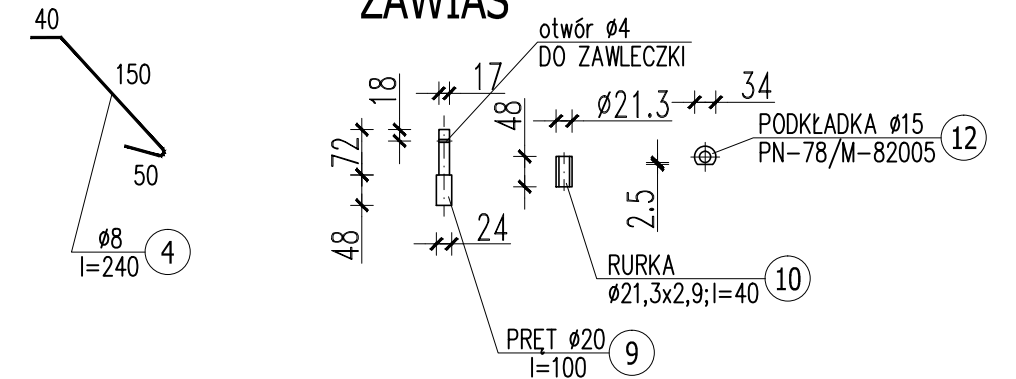 ZAWIAS
40
150
50
ø8
l=240
4
otwór ø4
DO ZAWLECZKI
18
17
72
48
24
PRĘT ø20
l=100
9
48
ø21.3
RURKA
ø21,3x2,9;l=40
10
34
2.5
PODKŁADKA ø15
PN-78/M-82005
12